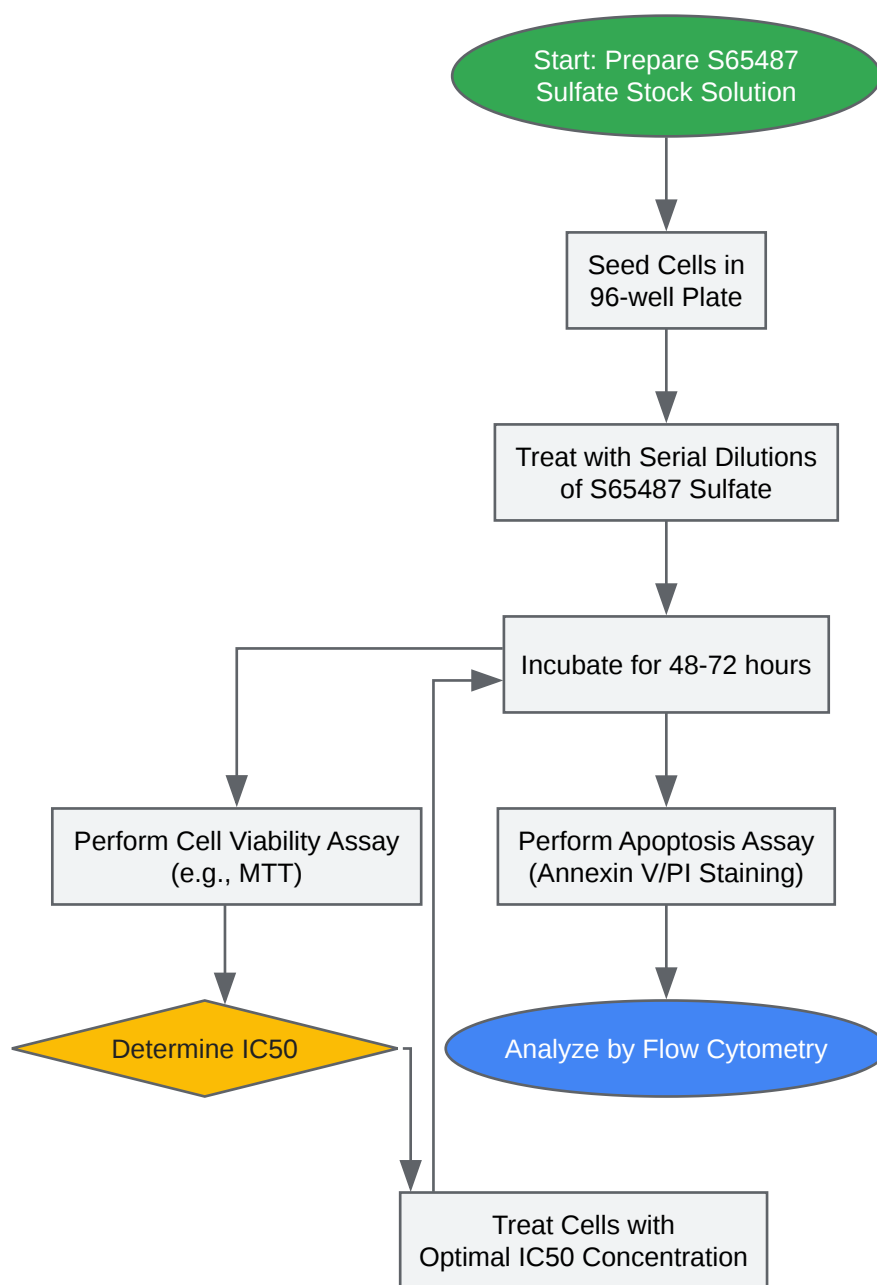 Start: Prepare S65487
Sulfate Stock Solution
Seed Cells in
96-well Plate
Treat with Serial Dilutions
of S65487 Sulfate
Incubate for 48-72 hours
Perform Cell Viability Assay
(e.g., MTT)
Perform Apoptosis Assay
(Annexin V/PI Staining)
Determine IC50
Analyze by Flow Cytometry
Treat Cells with
Optimal IC50 Concentration